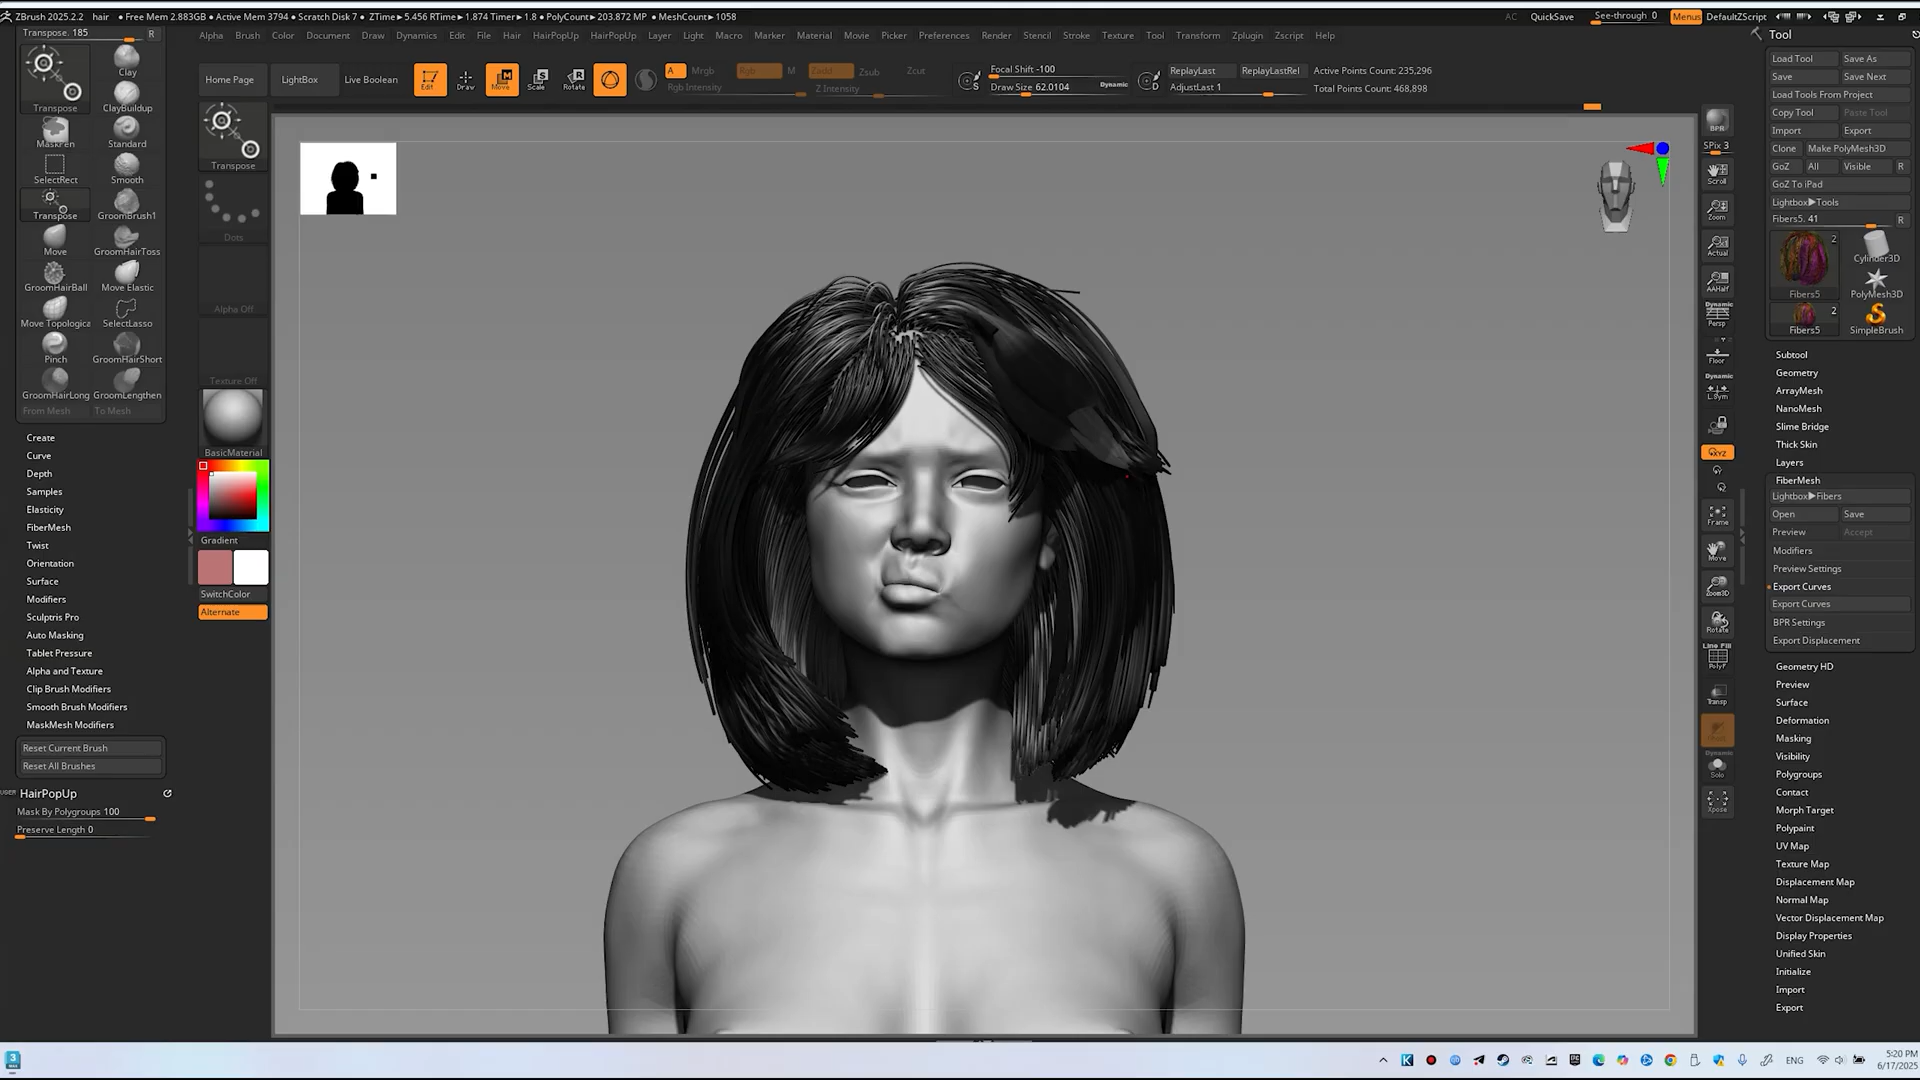 ZBrush 2025.2.2 hair • Free Mem 2.883GB • Active Mem 3794 • Scratch Disk 7 • ZTime►5.456 RTime►1.874 Timer►1.8 • PolyCount►203.872 MP • MeshCount►1058
AC QuickSave See-through 0 Menus DefaultZScript
Transpose. 185 R
Alpha Brush Color Document Draw Dynamics Edit File Hair HairPopUp HairPopUp Layer Light Macro Marker Material Movie Picker Preferences Render Stencil Stroke Texture Tool Transform Zplugin Zscript Help
Home Page LightBox Live Boolean Edit Draw Move Scale Rotate
A Mrgb Rgb M Zadd Zsub Zcut
Rgb Intensity Z Intensity
Focal Shift -100
Draw Size 62.0104 Dynamic
ReplayLast ReplayLastRel
AdjustLast 1
Active Points Count: 235,296
Total Points Count: 468,898
Transpose
Clay
ClayBuildup
MaskPen Standard
SelectRect Smooth
Transpose GroomBrush1
Move GroomHairToss
GroomHairBall Move Elastic
Move Topologica SelectLasso
Pinch GroomHairShort
GroomHairLong GroomLengthen
From Mesh To Mesh
Create
Curve
Depth
Samples
Elasticity
FiberMesh
Twist
Orientation
Surface
Modifiers
Sculptris Pro
Auto Masking
Tablet Pressure
Alpha and Texture
Clip Brush Modifiers
Smooth Brush Modifiers
MaskMesh Modifiers
Reset Current Brush
Reset All Brushes
USER HairPopUp
Mask By Polygroups 100
Preserve Length 0
Transpose
Dots
Alpha Off
Texture Off
BasicMaterial
Gradient
SwitchColor
Alternate
BPR
SPix 3
Scroll
Zoom
Actual
AAHalf
Dynamic
Persp
Floor
Dynamic
L.Sym
XYZ
Frame
Move
Zoom3D
Rotate
Line Fill
PolyF
Transp
Dynamic
Solo
Xpose
Tool
Load Tool Save As
Save Save Next
Load Tools From Project
Copy Tool Paste Tool
Import Export
Clone Make PolyMesh3D
GoZ All Visible R
GoZ To iPad
Lightbox►Tools
Fibers5. 41 R
2
Fibers5
Cylinder3D
PolyMesh3D
2
Fibers5
SimpleBrush
Subtool
Geometry
ArrayMesh
NanoMesh
Slime Bridge
Thick Skin
Layers
FiberMesh
Lightbox►Fibers
Open Save
Preview Accept
Modifiers
Preview Settings
Export Curves
Export Curves
BPR Settings
Export Displacement
Geometry HD
Preview
Surface
Deformation
Masking
Visibility
Polygroups
Contact
Morph Target
Polypaint
UV Map
Texture Map
Displacement Map
Normal Map
Vector Displacement Map
Display Properties
Unified Skin
Initialize
Import
Export
ENG
5:20 PM
6/17/2025